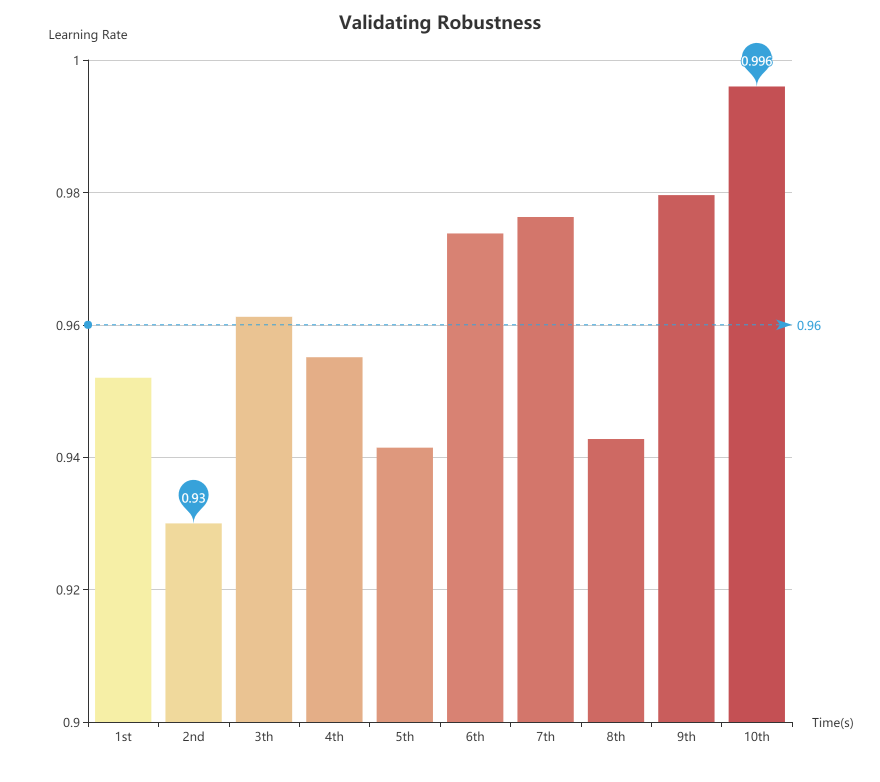 Validating Robustness
Learning Rate
1
0.996
0.98
0.96
0.96
0.94
0.93
0.92
0.9
1st
2nd
3th
4th
5th
6th
7th
8th
9th
10th
Time(s)